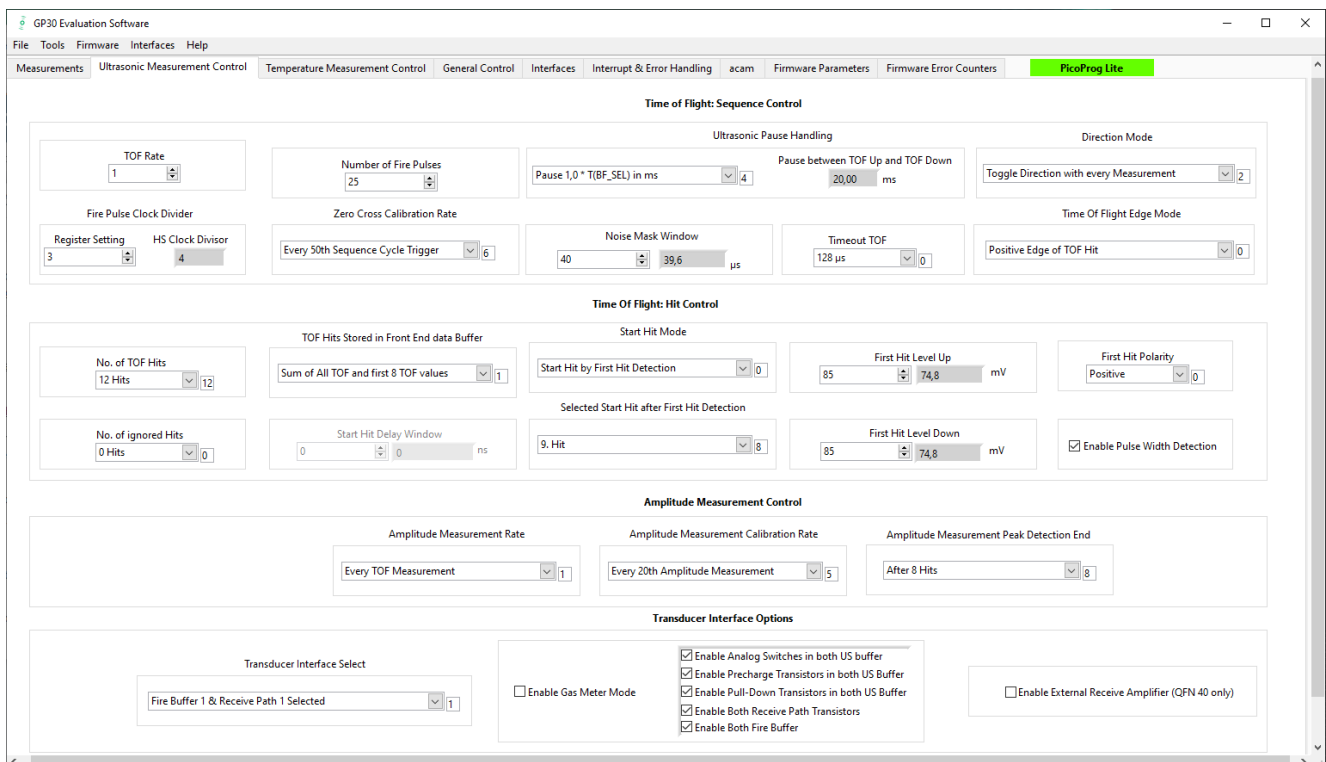 GP30 Evaluation Software
File Tools Firmware Interfaces Help
Measurements Ultrasonic Measurement Control Temperature Measurement Control General Control Interfaces Interrupt & Error Handling acam Firmware Parameters Firmware Error Counters PicoProg Lite
Time of Flight: Sequence Control
Ultrasonic Pause Handling Direction Mode
TOF Rate
1
Number of Fire Pulses
25
Pause 1,0 * T(BF_SEL) in ms 4
Pause between TOF Up and TOF Down
20,00 ms
Toggle Direction with every Measurement 2
Fire Pulse Clock Divider Zero Cross Calibration Rate Time Of Flight Edge Mode
Register Setting HS Clock Divisor
3 4
Every 50th Sequence Cycle Trigger 6
Noise Mask Window
40 39,6 µs
Timeout TOF
128 µs 0
Positive Edge of TOF Hit 0
Time Of Flight: Hit Control
TOF Hits Stored in Front End data Buffer Start Hit Mode
No. of TOF Hits
12 Hits 12
Sum of All TOF and first 8 TOF values 1
Start Hit by First Hit Detection 0
First Hit Level Up
85 74,8 mV
First Hit Polarity
Positive 0
Selected Start Hit after First Hit Detection
No. of ignored Hits
0 Hits 0
Start Hit Delay Window
0 0 ns
9. Hit 8
First Hit Level Down
85 74,8 mV
Enable Pulse Width Detection
Amplitude Measurement Control
Amplitude Measurement Rate Amplitude Measurement Calibration Rate Amplitude Measurement Peak Detection End
Every TOF Measurement 1 Every 20th Amplitude Measurement 5 After 8 Hits 8
Transducer Interface Options
Transducer Interface Select
Fire Buffer 1 & Receive Path 1 Selected 1
Enable Gas Meter Mode
Enable Analog Switches in both US buffer
Enable Precharge Transistors in both US Buffer
Enable Pull-Down Transistors in both US Buffer
Enable Both Receive Path Transistors
Enable Both Fire Buffer
Enable External Receive Amplifier (QFN 40 only)